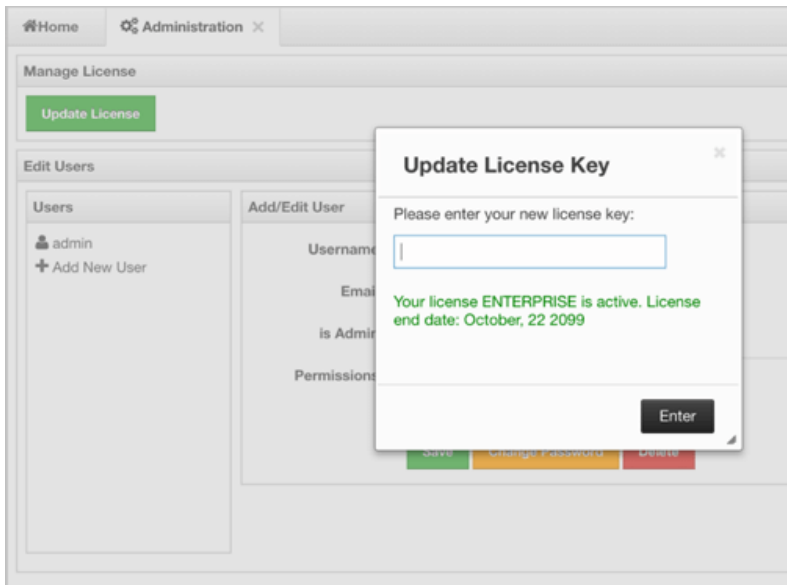 Home
Administration
Manage License
Update License
Edit Users
Users
admin
Add New User
Add/Edit User
Username
Emai
is Admin
Permissions
Update License Key
Please enter your new license key:
Your license ENTERPRISE is active. License
end date: October, 22 2099
Enter
Save
Change Password
Delete